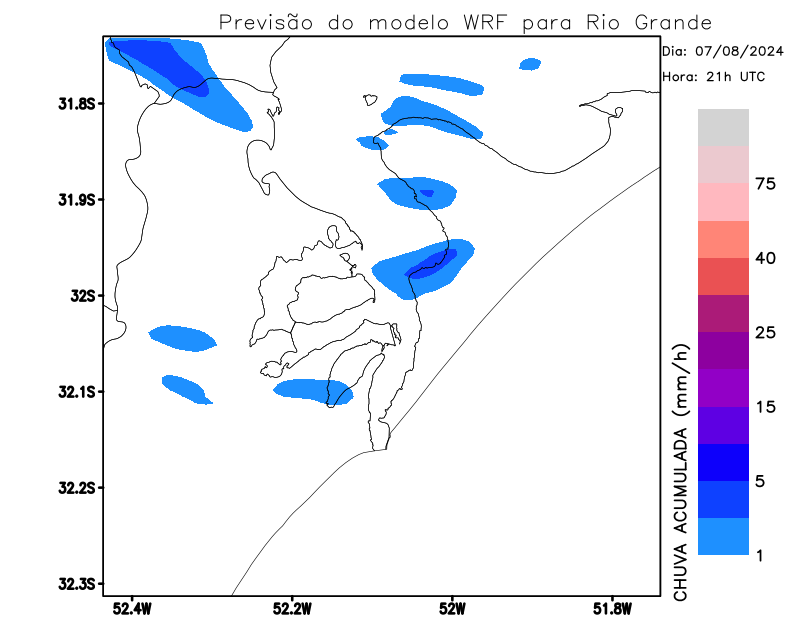 Previsão do modelo WRF para Rio Grande
Dia: 07/08/2024
Hora: 21h UTC
31.8S
31.9S
32S
32.1S
32.2S
32.3S
52.4W
52.2W
52W
51.8W
75
40
25
15
5
1
CHUVA ACUMULADA (mm/h)